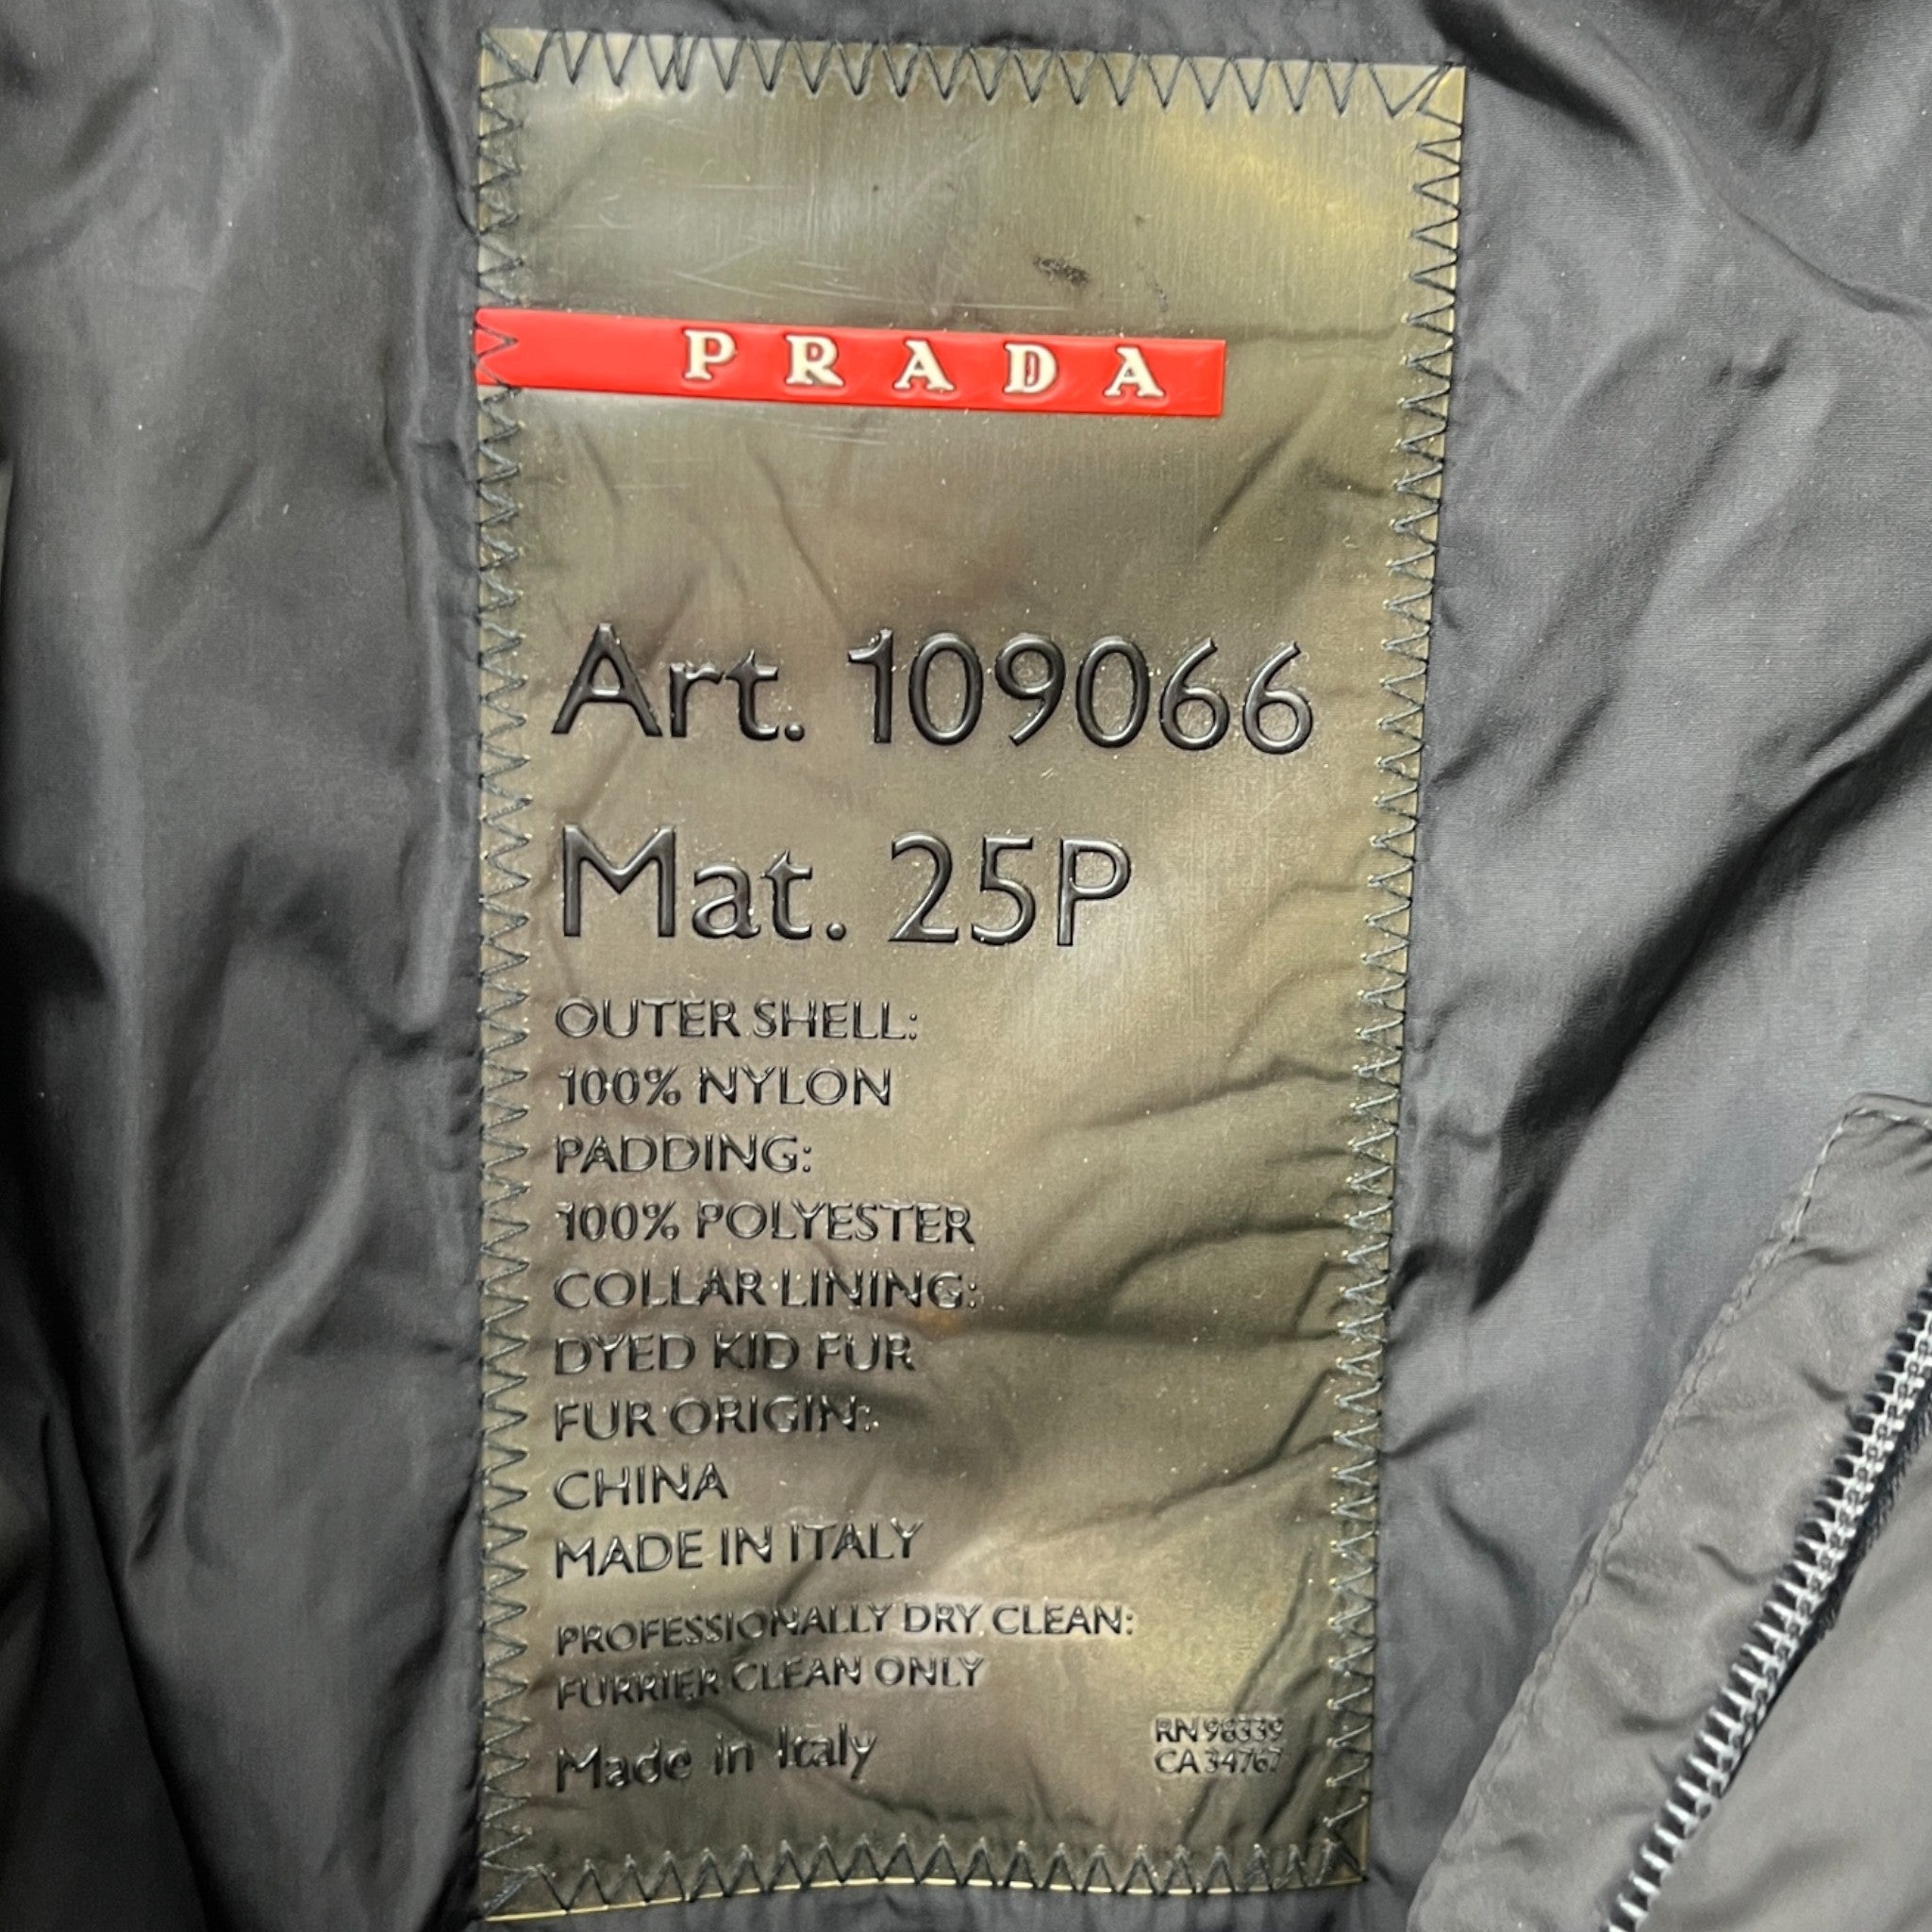 PRADA
Art. 109066
Mat. 25P
OUTER SHELL:
100% NYLON
PADDING:
100% POLYESTER
COLLAR LINING:
DYED KID FUR
FUR ORIGIN:
CHINA
MADE IN ITALY
PROFESSIONALLY DRY CLEAN:
FURRIER CLEAN ONLY
Made in Italy
RN 98339
CA 34767